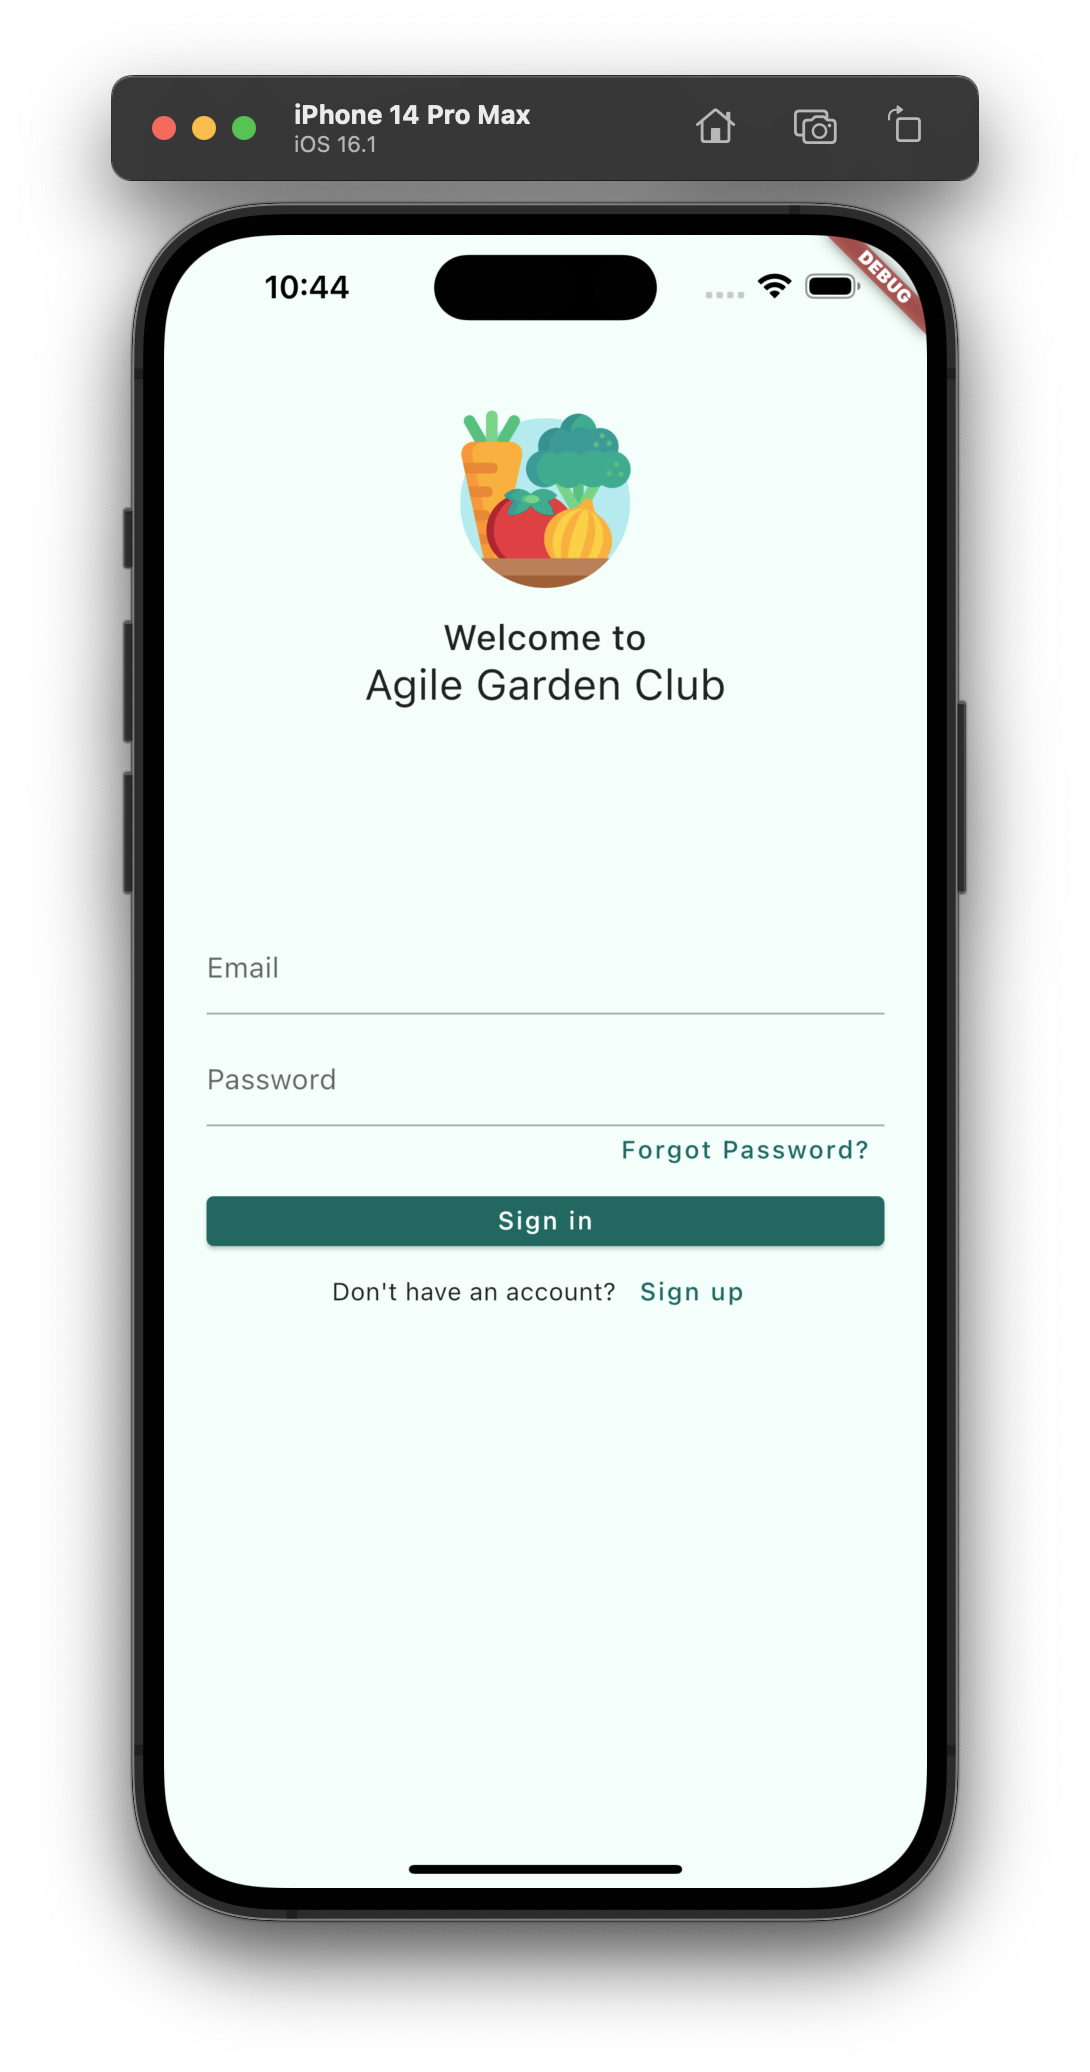 iPhone 14 Pro Max
iOS 16.1
10:44
DEBUG
Welcome to
Agile Garden Club
Email
Password
Forgot Password?
Sign in
Don't have an account? Sign up